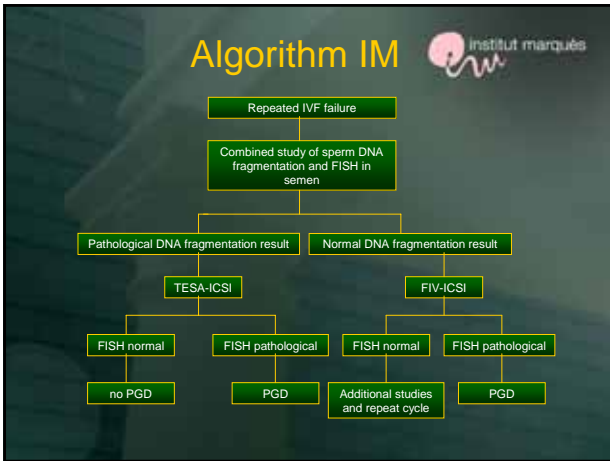 Algorithm IM
institut marquès
Repeated IVF failure
Combined study of sperm DNA
fragmentation and FISH in
semen
Pathological DNA fragmentation result
Normal DNA fragmentation result
TESA-ICSI
FIV-ICSI
FISH normal
FISH pathological
FISH normal
FISH pathological
no PGD
PGD
Additional studies
and repeat cycle
PGD